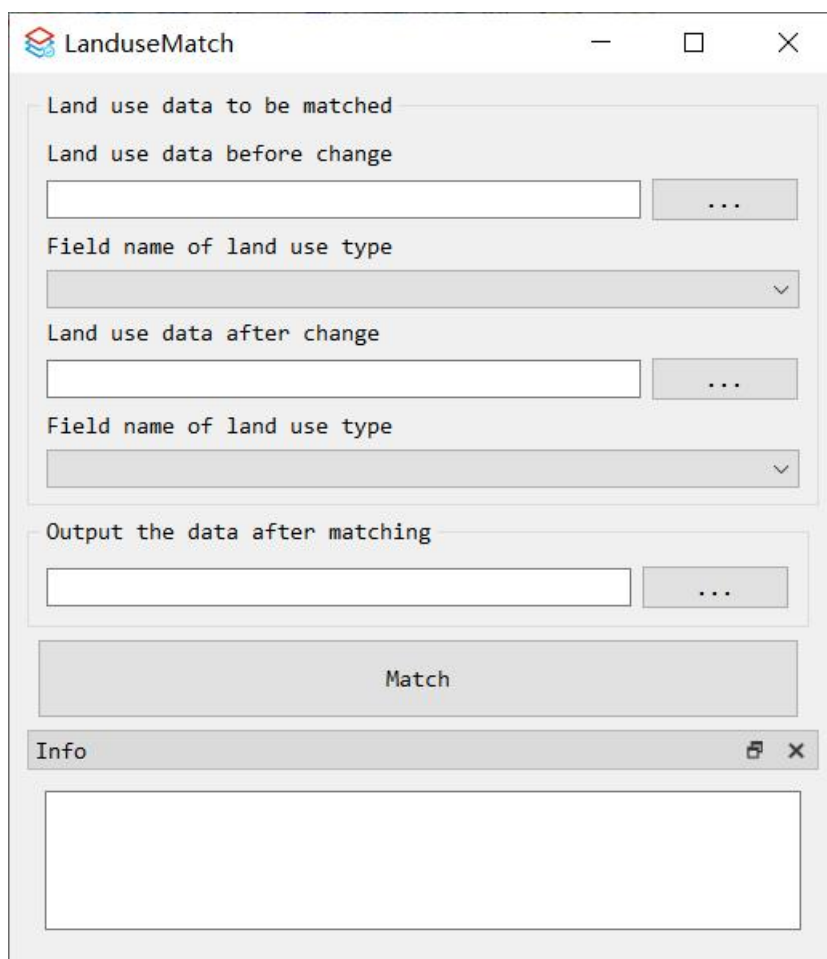 LanduseMatch
Land use data to be matched
Land use data before change
...
Field name of land use type
Land use data after change
...
Field name of land use type
Output the data after matching
...
Match
Info